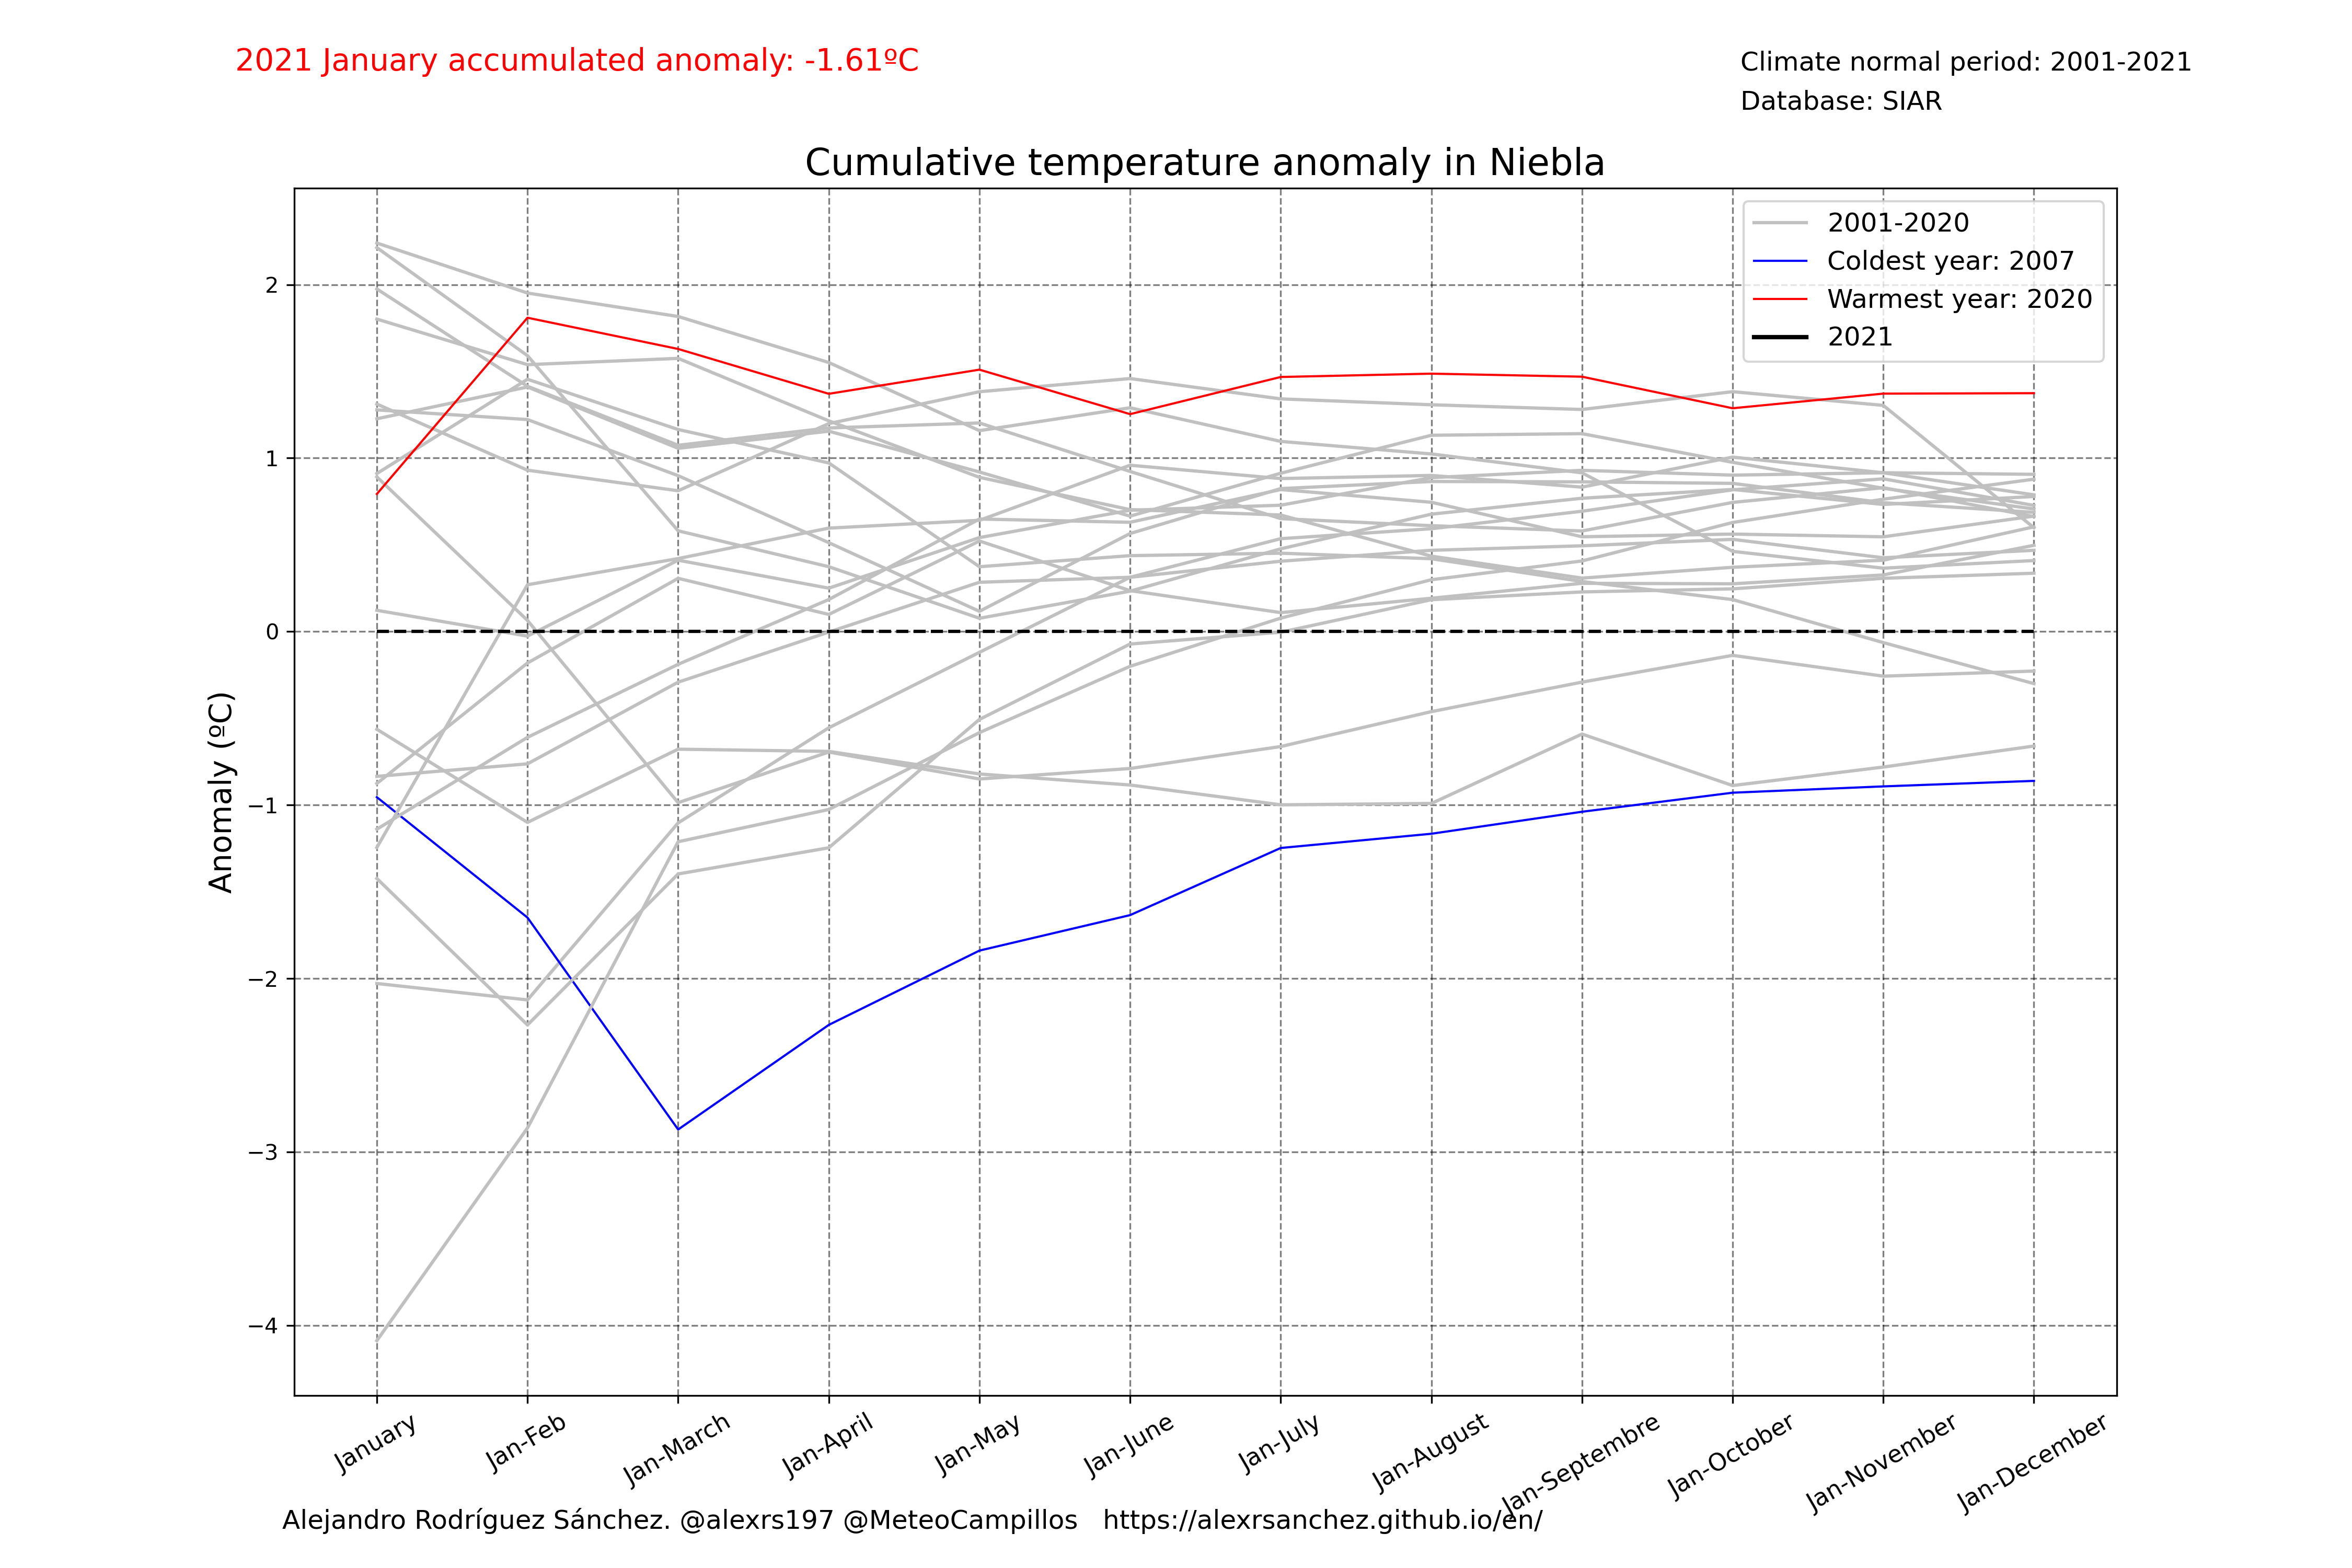 2021 January accumulated anomaly: -1.61ºC
Climate normal period: 2001-2021
Database: SIAR
Cumulative temperature anomaly in Niebla
2001-2020
Coldest year: 2007
Warmest year: 2020
2021
2
1
0
−1
−2
−3
−4
Anomaly (ºC)
January
Jan-Feb
Jan-March
Jan-April
Jan-May
Jan-June
Jan-July
Jan-August
Jan-Septembre
Jan-October
Jan-November
Jan-December
Alejandro Rodríguez Sánchez. @alexrs197 @MeteoCampillos   https://alexrsanchez.github.io/en/